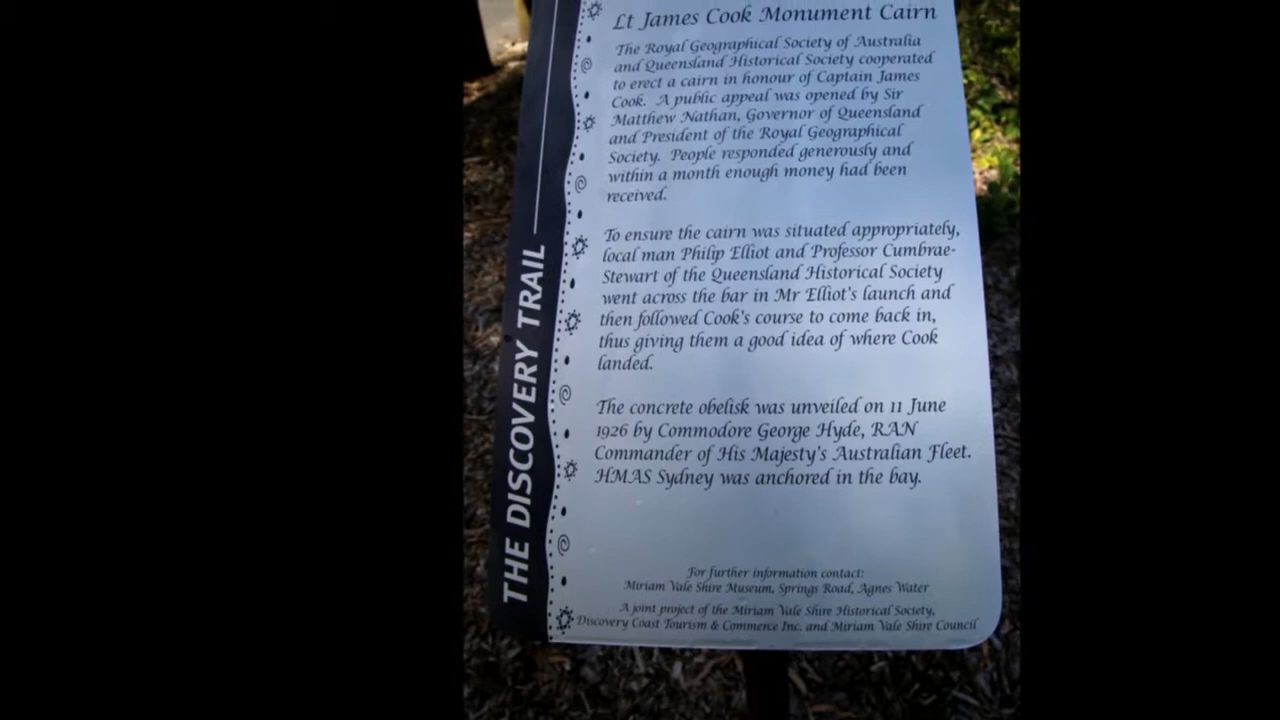 Lt James Cook Monument Cairn
The Royal Geographical Society of Australia
and Queensland Historical Society cooperated
to erect a cairn in honour of Captain James
Cook. A public appeal was opened by Sir
Matthew Nathan, Governor of Queensland
and President of the Royal Geographical
Society. People responded generously and
within a month enough money had been
received.
To ensure the cairn was situated appropriately,
local man Philip Elliot and Professor Cumbrae-
Stewart of the Queensland Historical Society
went across the bar in Mr Elliot's launch and
then followed Cook's course to come back in,
thus giving them a good idea of where Cook
landed.
The concrete obelisk was unveiled on 11 June
1926 by Commodore George Hyde, RAN
Commander of His Majesty's Australian Fleet.
HMAS Sydney was anchored in the bay.
For further information contact:
Miriam Vale Shire Museum, Springs Road, Agnes Water
A joint project of the Miriam Vale Shire Historical Society,
Discovery Coast Tourism & Commerce Inc. and Miriam Vale Shire Council
THE DISCOVERY TRAIL